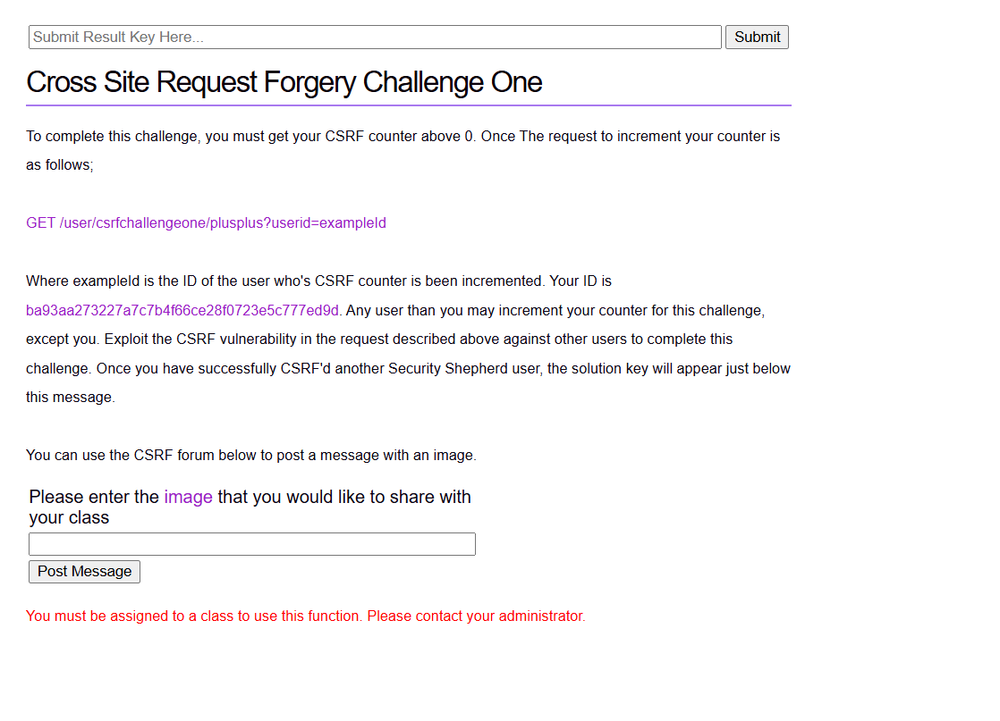 Submit Result Key Here... Submit
Cross Site Request Forgery Challenge One
To complete this challenge, you must get your CSRF counter above 0. Once The request to increment your counter is
as follows;
GET /user/csrfchallengeone/plusplus?userid=exampleId
Where exampleId is the ID of the user who's CSRF counter is been incremented. Your ID is
ba93aa273227a7c7b4f66ce28f0723e5c777ed9d. Any user than you may increment your counter for this challenge,
except you. Exploit the CSRF vulnerability in the request described above against other users to complete this
challenge. Once you have successfully CSRF'd another Security Shepherd user, the solution key will appear just below
this message.
You can use the CSRF forum below to post a message with an image.
Please enter the image that you would like to share with
your class
Post Message
You must be assigned to a class to use this function. Please contact your administrator.